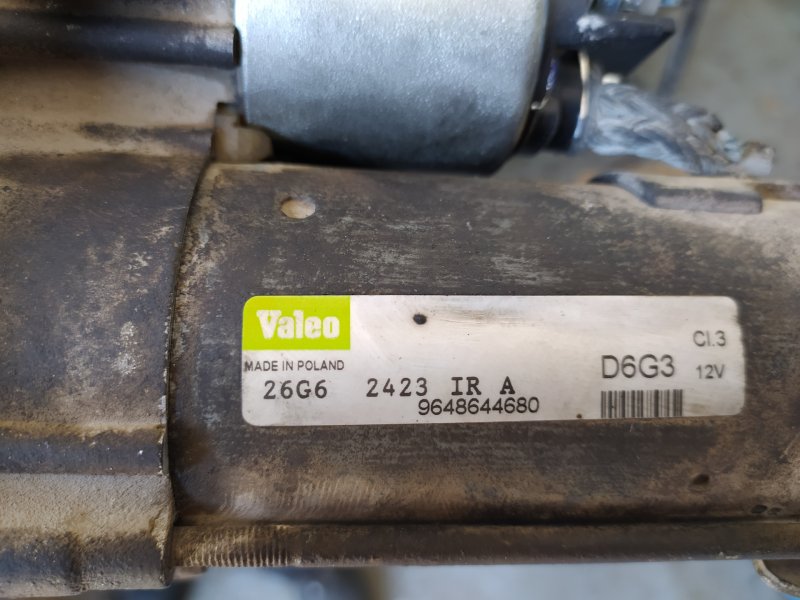 Valeo
Cl.3
MADE IN POLAND
D6G3 12V
26G6 2423 IR A
9648644680